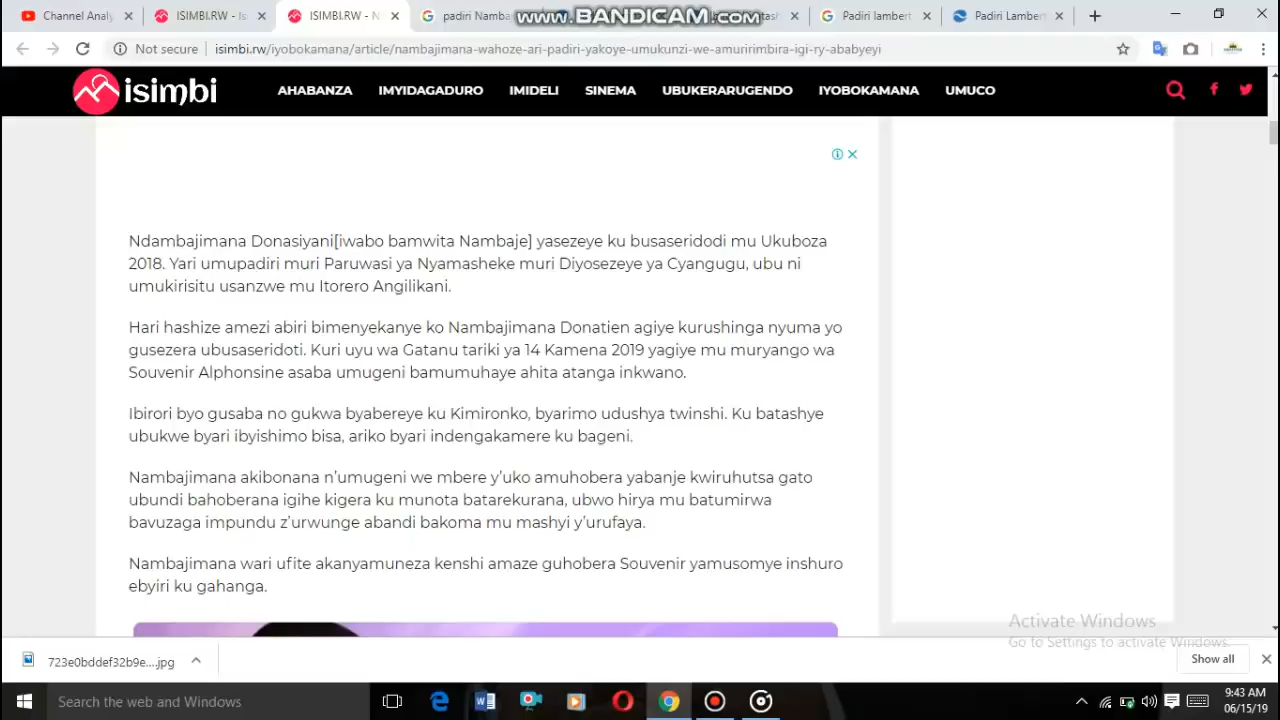 Channel Analy
ISIMBI.RW - Is
ISIMBI.RW - N
padiri Namba
www.BANDICAM.com
Padiri lambert
Padiri Lambert
Not secure
isimbi.rw/iyobokamana/article/nambajimana-wahoze-ari-padiri-yakoye-umukunzi-we-amuririmbira-igi-ry-ababyeyi
isimbi
AHABANZA IMYIDAGADURO IMIDELI SINEMA UBUKERARUGENDO IYOBOKAMANA UMUCO
Ndambajimana Donasiyani[iwabo bamwita Nambaje] yasezeye ku busaseridodi mu Ukuboza
2018. Yari umupadiri muri Paruwasi ya Nyamasheke muri Diyosezeye ya Cyangugu, ubu ni
umukirisitu usanzwe mu Itorero Angilikani.
Hari hashize amezi abiri bimenyekanye ko Nambajimana Donatien agiye kurushinga nyuma yo
gusezera ubusaseridoti. Kuri uyu wa Gatanu tariki ya 14 Kamena 2019 yagiye mu muryango wa
Souvenir Alphonsine asaba umugeni bamumuhaye ahita atanga inkwano.
Ibirori byo gusaba no gukwa byabereye ku Kimironko, byarimo udushya twinshi. Ku batashye
ubukwe byari ibyishimo bisa, ariko byari indengakamere ku bageni.
Nambajimana akibonana n'umugeni we mbere y'uko amuhobera yabanje kwiruhutsa gato
ubundi bahoberana igihe kigera ku munota batarekurana, ubwo hirya mu batumirwa
bavuzaga impundu z'urwunge abandi bakoma mu mashyi y'urufaya.
Nambajimana wari ufite akanyamuneza kenshi amaze guhobera Souvenir yamusomye inshuro
ebyiri ku gahanga.
Activate Windows
Go to Settings to activate Windows.
723e0bddef32b9e....jpg
Show all
Search the web and Windows
9:43 AM
06/15/19